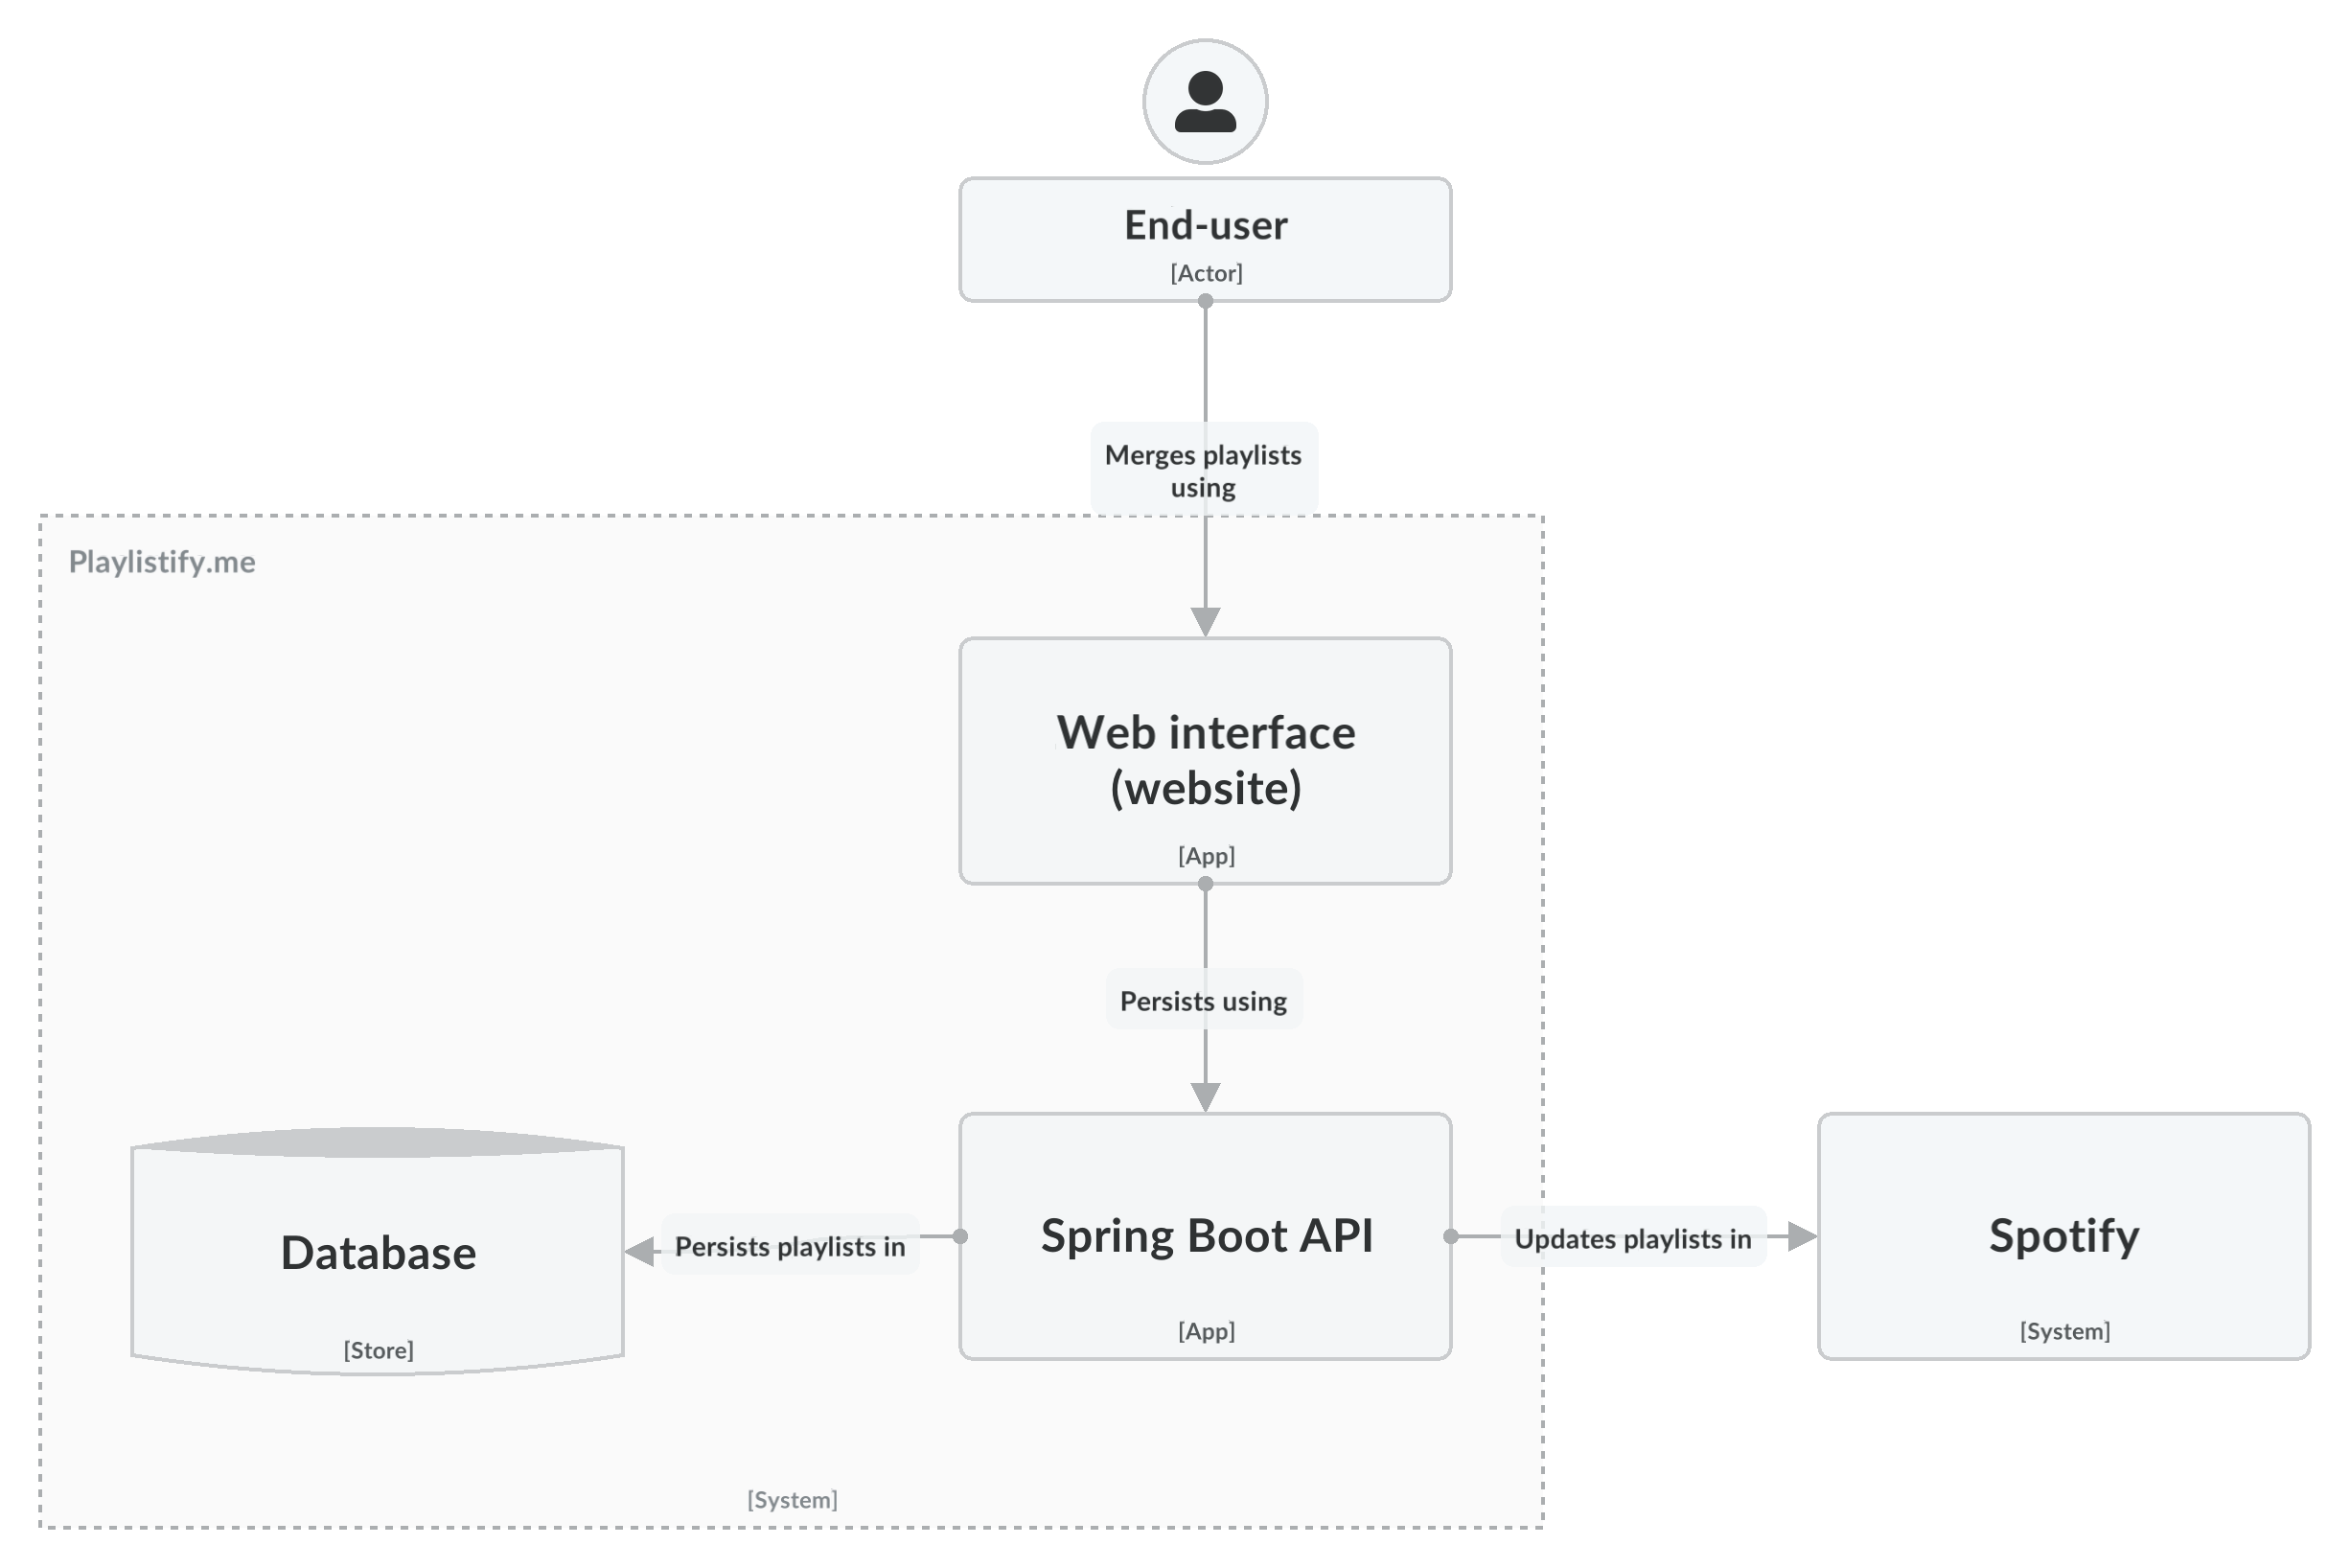 End-user
[Actor]
Merges playlists
using
Playlistify.me
Web interface
(website)
[App]
Persists using
Database
[Store]
Persists playlists in
Spring Boot API
[App]
Updates playlists in
Spotify
[System]
[System]